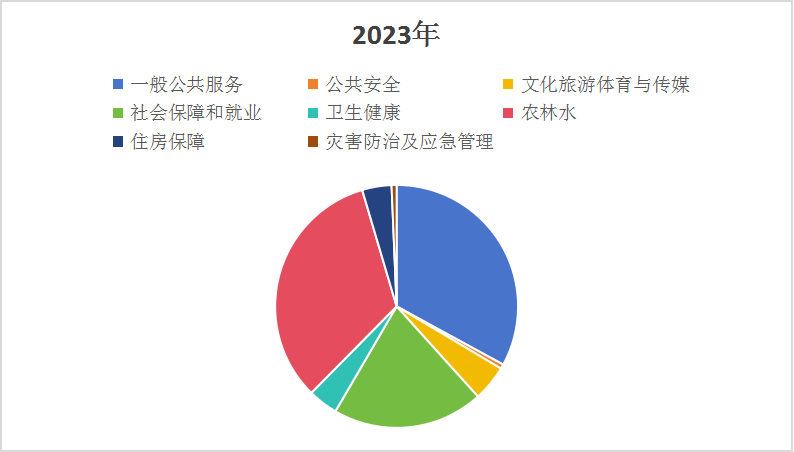 2023年
一般公共服务 公共安全 文化旅游体育与传媒
社会保障和就业 卫生健康 农林水
住房保障 灾害防治及应急管理